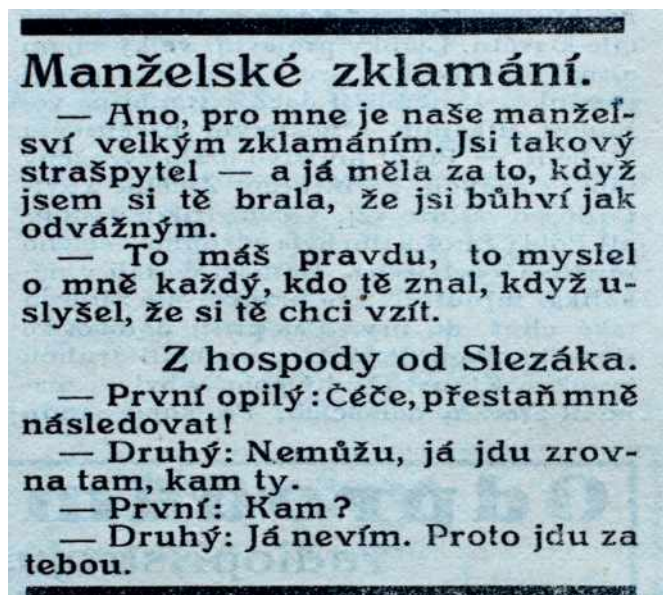 Manželské zklamání.
— Ano, pro mne je naše manžel-
sví velkým zklamáním. Jsi takový
strašpytel — a já měla za to, když
jsem si tě brala, že jsi bůhví jak
odvážným.
— To máš pravdu, to myslel
o mně každý, kdo tě znal, když u-
slyšel, že si tě chci vzít.
Z hospody od Slezáka.
— První opilý: Čéče, přestaň mně
následovat!
— Druhý: Nemůžu, já jdu zrov-
na tam, kam ty.
— První: Kam?
— Druhý: Já nevím. Proto jdu za
tebou.